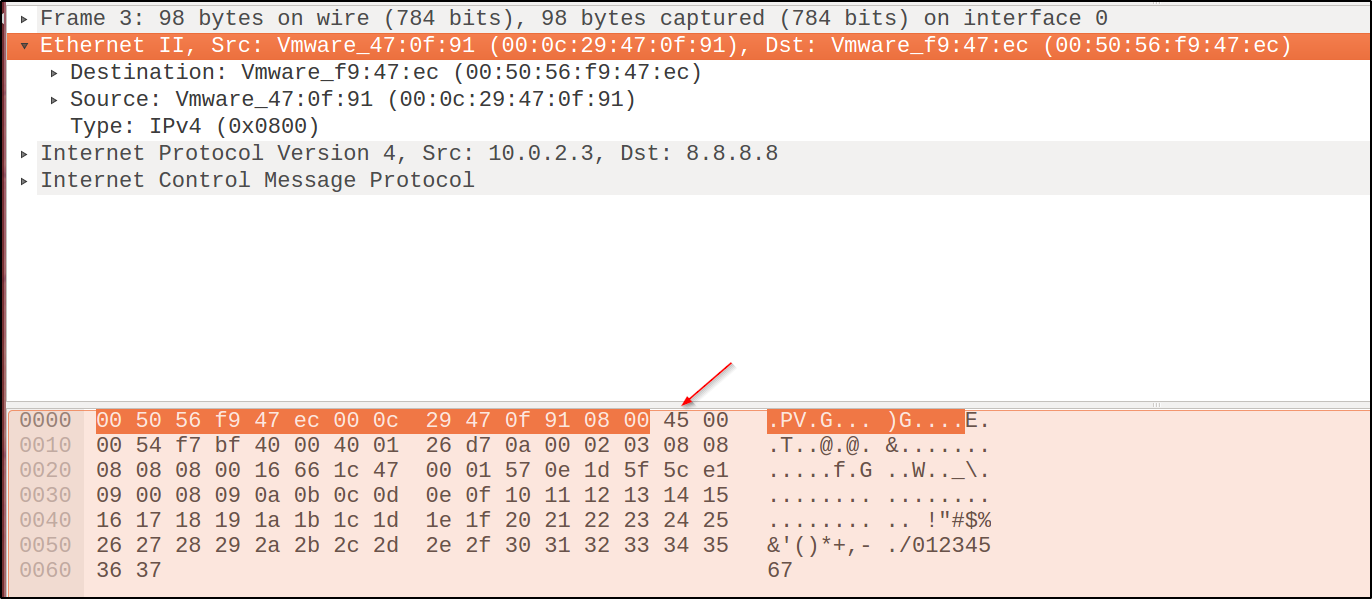 Frame 3: 98 bytes on wire (784 bits), 98 bytes captured (784 bits) on interface 0
Ethernet II, Src: Vmware_47:0f:91 (00:0c:29:47:0f:91), Dst: Vmware_f9:47:ec (00:50:56:f9:47:ec)
Destination: Vmware_f9:47:ec (00:50:56:f9:47:ec)
Source: Vmware_47:0f:91 (00:0c:29:47:0f:91)
Type: IPv4 (0x0800)
Internet Protocol Version 4, Src: 10.0.2.3, Dst: 8.8.8.8
Internet Control Message Protocol
0000 00 50 56 f9 47 ec 00 0c 29 47 0f 91 08 00 45 00 .PV.G... )G....E.
0010 00 54 f7 bf 40 00 40 01 26 d7 0a 00 02 03 08 08 .T..@.@. &.......
0020 08 08 08 00 16 66 1c 47 00 01 57 0e 1d 5f 5c e1 .....f.G ..W.._\.
0030 09 00 08 09 0a 0b 0c 0d 0e 0f 10 11 12 13 14 15 ........ ........
0040 16 17 18 19 1a 1b 1c 1d 1e 1f 20 21 22 23 24 25 ........ .. !"#$%
0050 26 27 28 29 2a 2b 2c 2d 2e 2f 30 31 32 33 34 35 &'()*+,- ./012345
0060 36 37 67